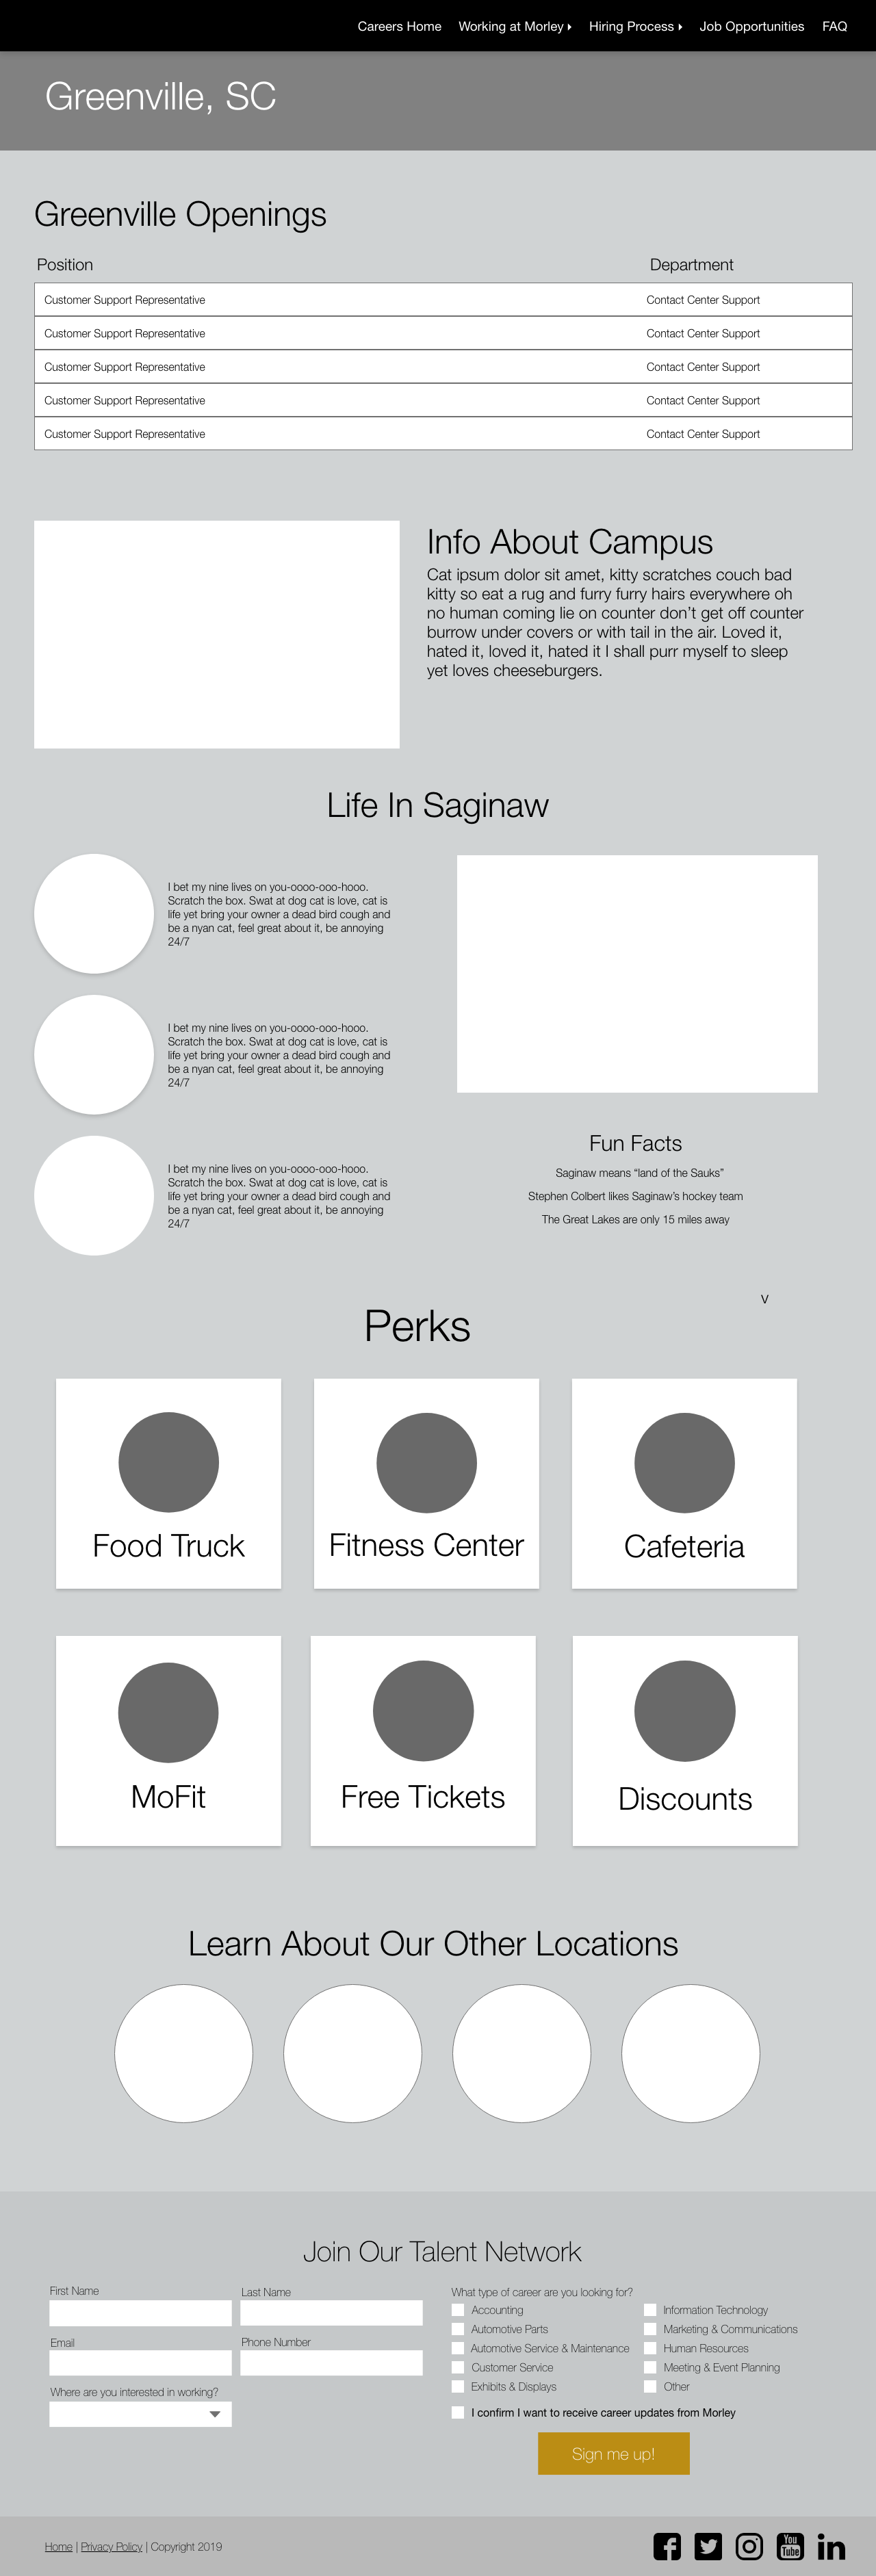 Careers Home Working at Morley Hiring Process Job Opportunities FAQ
Greenville, SC
Greenville Openings
Position Department
Customer Support Representative Contact Center Support
Customer Support Representative Contact Center Support
Customer Support Representative Contact Center Support
Customer Support Representative Contact Center Support
Customer Support Representative Contact Center Support
Info About Campus
Cat ipsum dolor sit amet, kitty scratches couch bad
kitty so eat a rug and furry furry hairs everywhere oh
no human coming lie on counter don’t get off counter
burrow under covers or with tail in the air. Loved it,
hated it, loved it, hated it I shall purr myself to sleep
yet loves cheeseburgers.
Life In Saginaw
I bet my nine lives on you-oooo-ooo-hooo.
Scratch the box. Swat at dog cat is love, cat is
life yet bring your owner a dead bird cough and
be a nyan cat, feel great about it, be annoying
24/7
I bet my nine lives on you-oooo-ooo-hooo.
Scratch the box. Swat at dog cat is love, cat is
life yet bring your owner a dead bird cough and
be a nyan cat, feel great about it, be annoying
24/7
I bet my nine lives on you-oooo-ooo-hooo.
Scratch the box. Swat at dog cat is love, cat is
life yet bring your owner a dead bird cough and
be a nyan cat, feel great about it, be annoying
24/7
Fun Facts
Saginaw means “land of the Sauks”
Stephen Colbert likes Saginaw’s hockey team
The Great Lakes are only 15 miles away
V
Perks
Food Truck
Fitness Center
Cafeteria
MoFit
Free Tickets
Discounts
Learn About Our Other Locations
Join Our Talent Network
First Name
Last Name
Email
Phone Number
Where are you interested in working?
What type of career are you looking for?
Accounting
Automotive Parts
Automotive Service & Maintenance
Customer Service
Exhibits & Displays
Information Technology
Marketing & Communications
Human Resources
Meeting & Event Planning
Other
I confirm I want to receive career updates from Morley
Sign me up!
Home | Privacy Policy | Copyright 2019
You
Tube
in